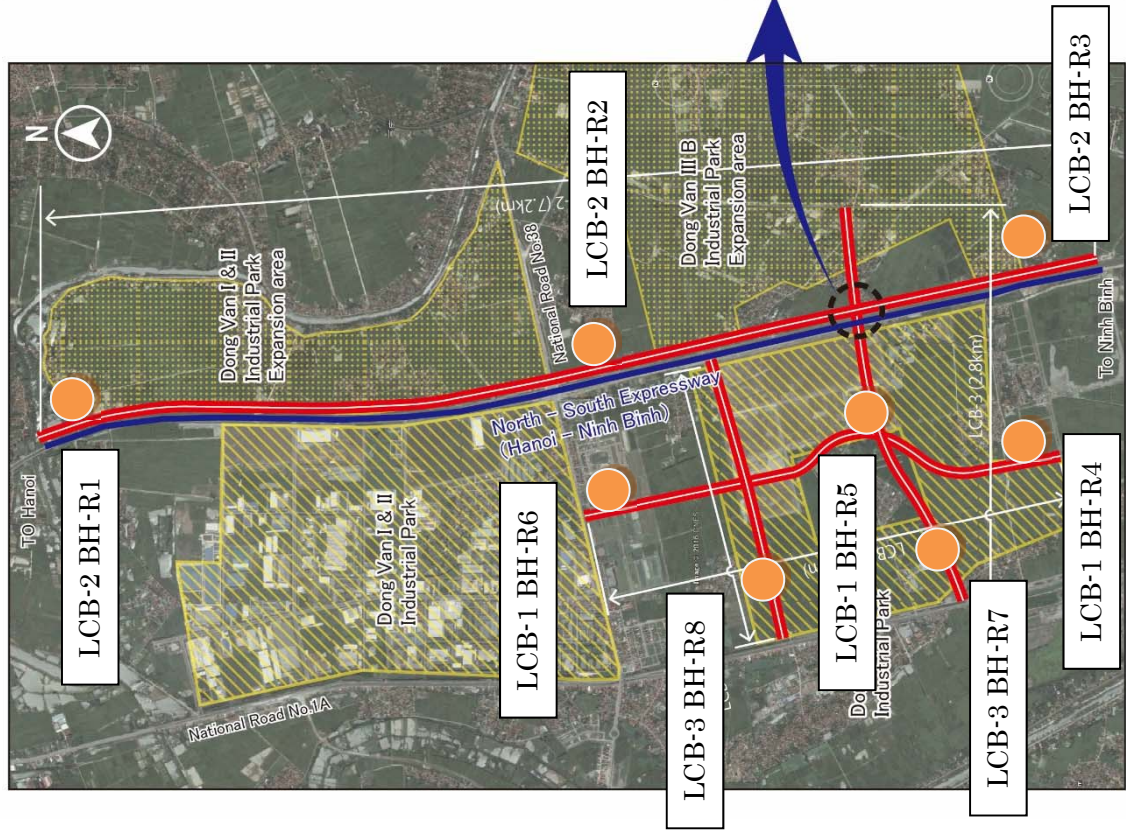 N
TO Hanoi
LCB-2 BH-R1
Dong Van I & II
Industrial Park
Expansion area
National Road No.38
2 (7.2km)
LCB-2 BH-R2
Dong Van III B
Industrial Park
Expansion area
LCB-2 BH-R3
To Ninh Binh
North – South Expressway
(Hanoi – Ninh Binh)
Dong Van I & II
Industrial Park
National Road No.1A
LCB-1 BH-R6
LCB-3 BH-R8
LCB-1 BH-R5
LCB-3 (2.8km)
LCB
Industrial Park
LCB-3 BH-R7
LCB-1 BH-R4